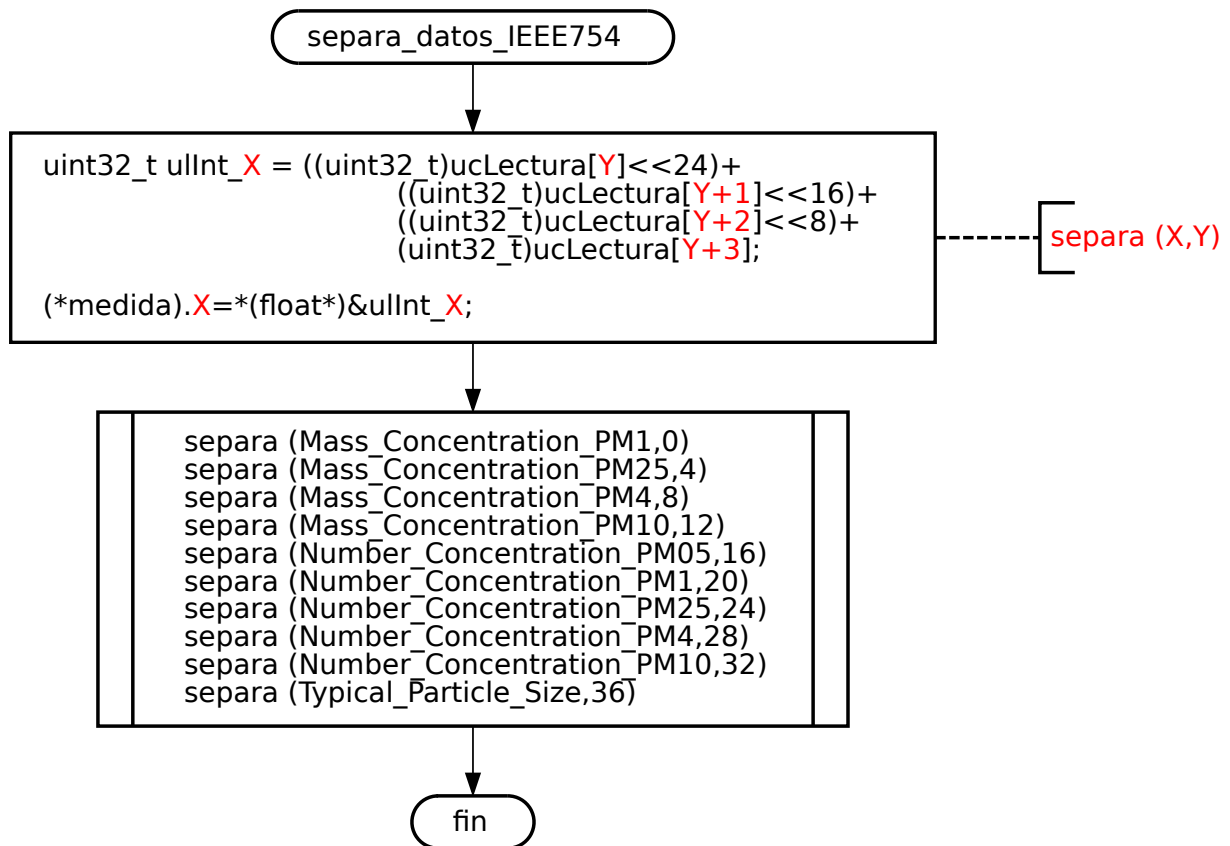 separa_datos_IEEE754
uint32_t ulInt_X = ((uint32_t)ucLectura[Y]<<24)+
((uint32_t)ucLectura[Y+1]<<16)+
((uint32_t)ucLectura[Y+2]<<8)+
(uint32_t)ucLectura[Y+3];
(*medida).X=*(float*)&ulInt_X;
separa (X,Y)
separa (Mass_Concentration_PM1,0)
separa (Mass_Concentration_PM25,4)
separa (Mass_Concentration_PM4,8)
separa (Mass_Concentration_PM10,12)
separa (Number_Concentration_PM05,16)
separa (Number_Concentration_PM1,20)
separa (Number_Concentration_PM25,24)
separa (Number_Concentration_PM4,28)
separa (Number_Concentration_PM10,32)
separa (Typical_Particle_Size,36)
fin